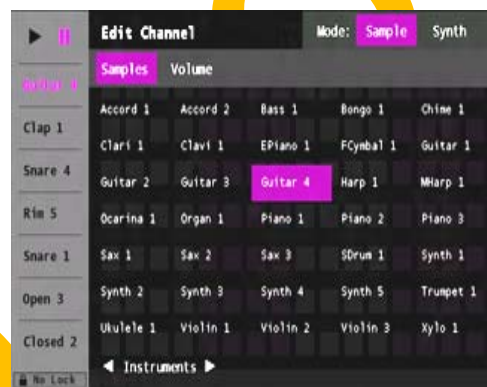 Edit Channel Mode: Sample Synth
Samples Volume
Guitar 4
Clap 1
Snare 4
Rim 5
Snare 1
Open 3
Closed 2
No Lock
Accord 1 Accord 2 Bass 1 Bongo 1 Chime 1
Clari 1 Clavi 1 EPiano 1 FCymbal 1 Guitar 1
Guitar 2 Guitar 3 Guitar 4 Harp 1 MHarp 1
Ocarina 1 Organ 1 Piano 1 Piano 2 Piano 3
Sax 1 Sax 2 Sax 3 SDrum 1 Synth 1
Synth 2 Synth 3 Synth 4 Synth 5 Trumpet 1
Ukulele 1 Violin 1 Violin 2 Violin 3 Xylo 1
Instruments